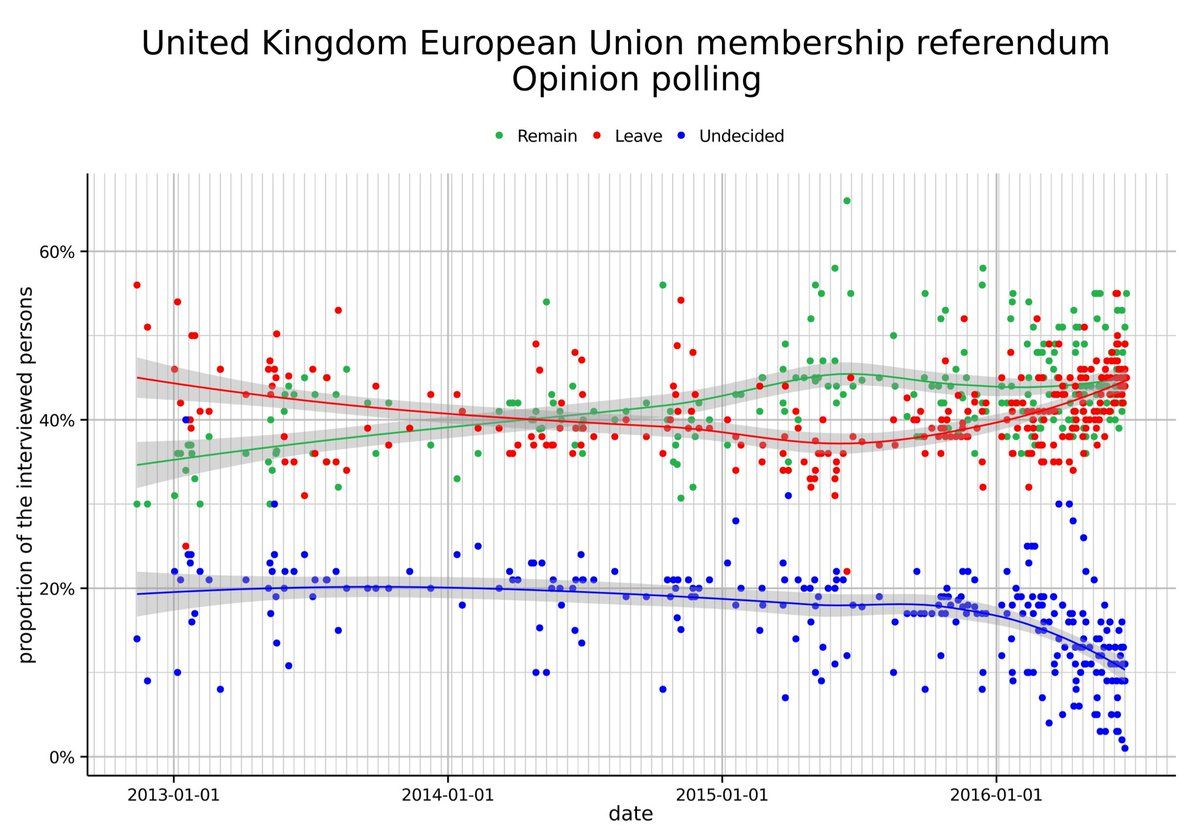 United Kingdom European Union membership referendum
Opinion polling
Remain Leave Undecided
proportion of the interviewed persons
60%
40%
20%
0%
2013-01-01 2014-01-01 2015-01-01 2016-01-01
date